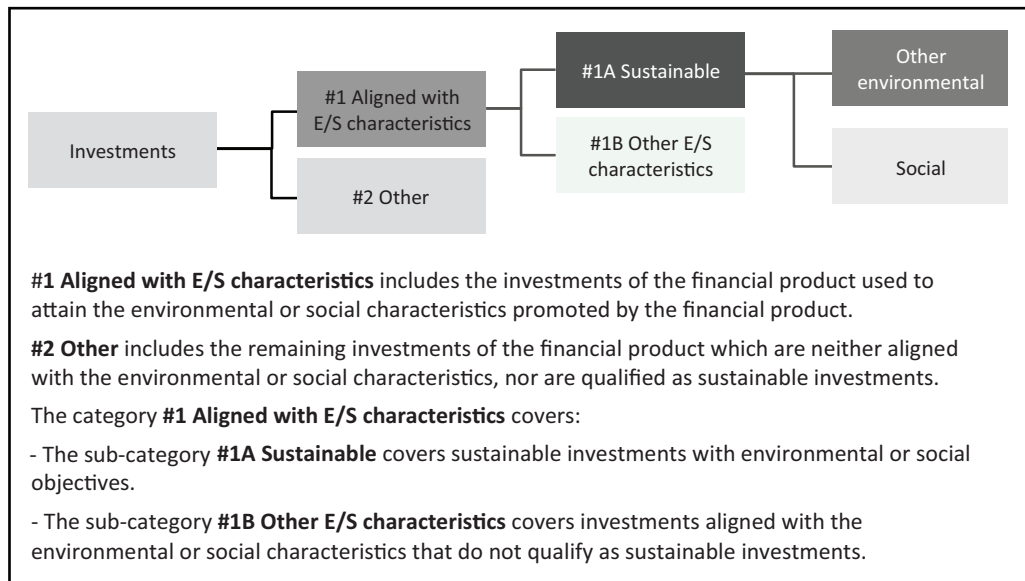 Investments
#1 Aligned with
E/S characteristics
#2 Other
#1A Sustainable
#1B Other E/S
characteristics
Other
environmental
Social
#1 Aligned with E/S characteristics includes the investments of the financial product used to
attain the environmental or social characteristics promoted by the financial product.
#2 Other includes the remaining investments of the financial product which are neither aligned
with the environmental or social characteristics, nor are qualified as sustainable investments.
The category #1 Aligned with E/S characteristics covers:
- The sub-category #1A Sustainable covers sustainable investments with environmental or social
objectives.
- The sub-category #1B Other E/S characteristics covers investments aligned with the
environmental or social characteristics that do not qualify as sustainable investments.